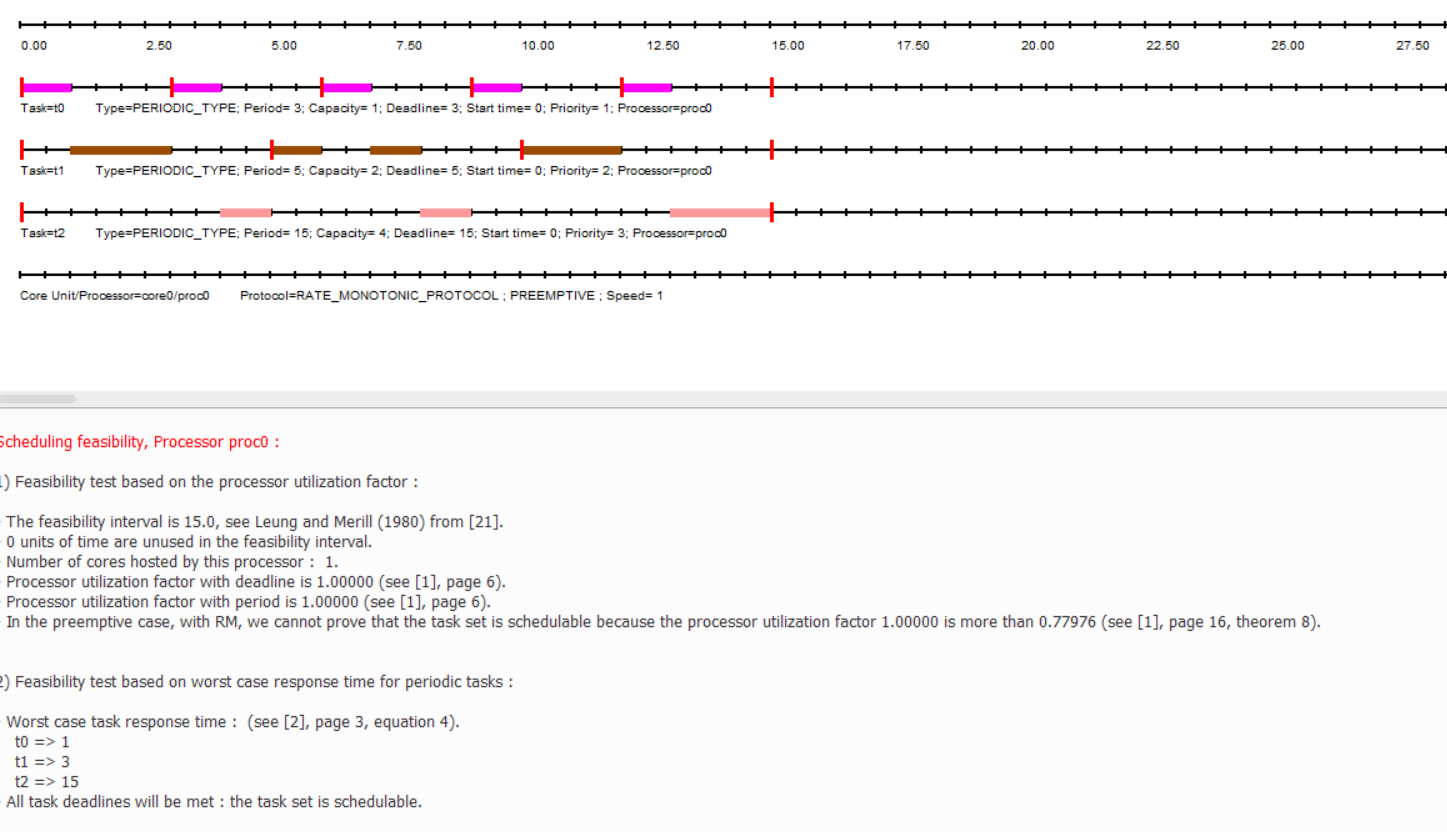 0.00 2.50 5.00 7.50 10.00 12.50 15.00 17.50 20.00 22.50 25.00 27.50
Task=t0 Type=PERIODIC_TYPE; Period= 3; Capacity= 1; Deadline= 3; Start time= 0; Priority= 1; Processor=proc0
Task=t1 Type=PERIODIC_TYPE; Period= 5; Capacity= 2; Deadline= 5; Start time= 0; Priority= 2; Processor=proc0
Task=t2 Type=PERIODIC_TYPE; Period= 15; Capacity= 4; Deadline= 15; Start time= 0; Priority= 3; Processor=proc0
Core Unit/Processor=core0/proc0 Protocol=RATE_MONOTONIC_PROTOCOL ; PREEMPTIVE ; Speed= 1
Scheduling feasibility, Processor proc0 :
1) Feasibility test based on the processor utilization factor :
- The feasibility interval is 15.0, see Leung and Merill (1980) from [21].
- 0 units of time are unused in the feasibility interval.
- Number of cores hosted by this processor : 1.
- Processor utilization factor with deadline is 1.00000 (see [1], page 6).
- Processor utilization factor with period is 1.00000 (see [1], page 6).
- In the preemptive case, with RM, we cannot prove that the task set is schedulable because the processor utilization factor 1.00000 is more than 0.77976 (see [1], page 16, theorem 8).
2) Feasibility test based on worst case response time for periodic tasks :
- Worst case task response time : (see [2], page 3, equation 4).
t0 => 1
t1 => 3
t2 => 15
- All task deadlines will be met : the task set is schedulable.